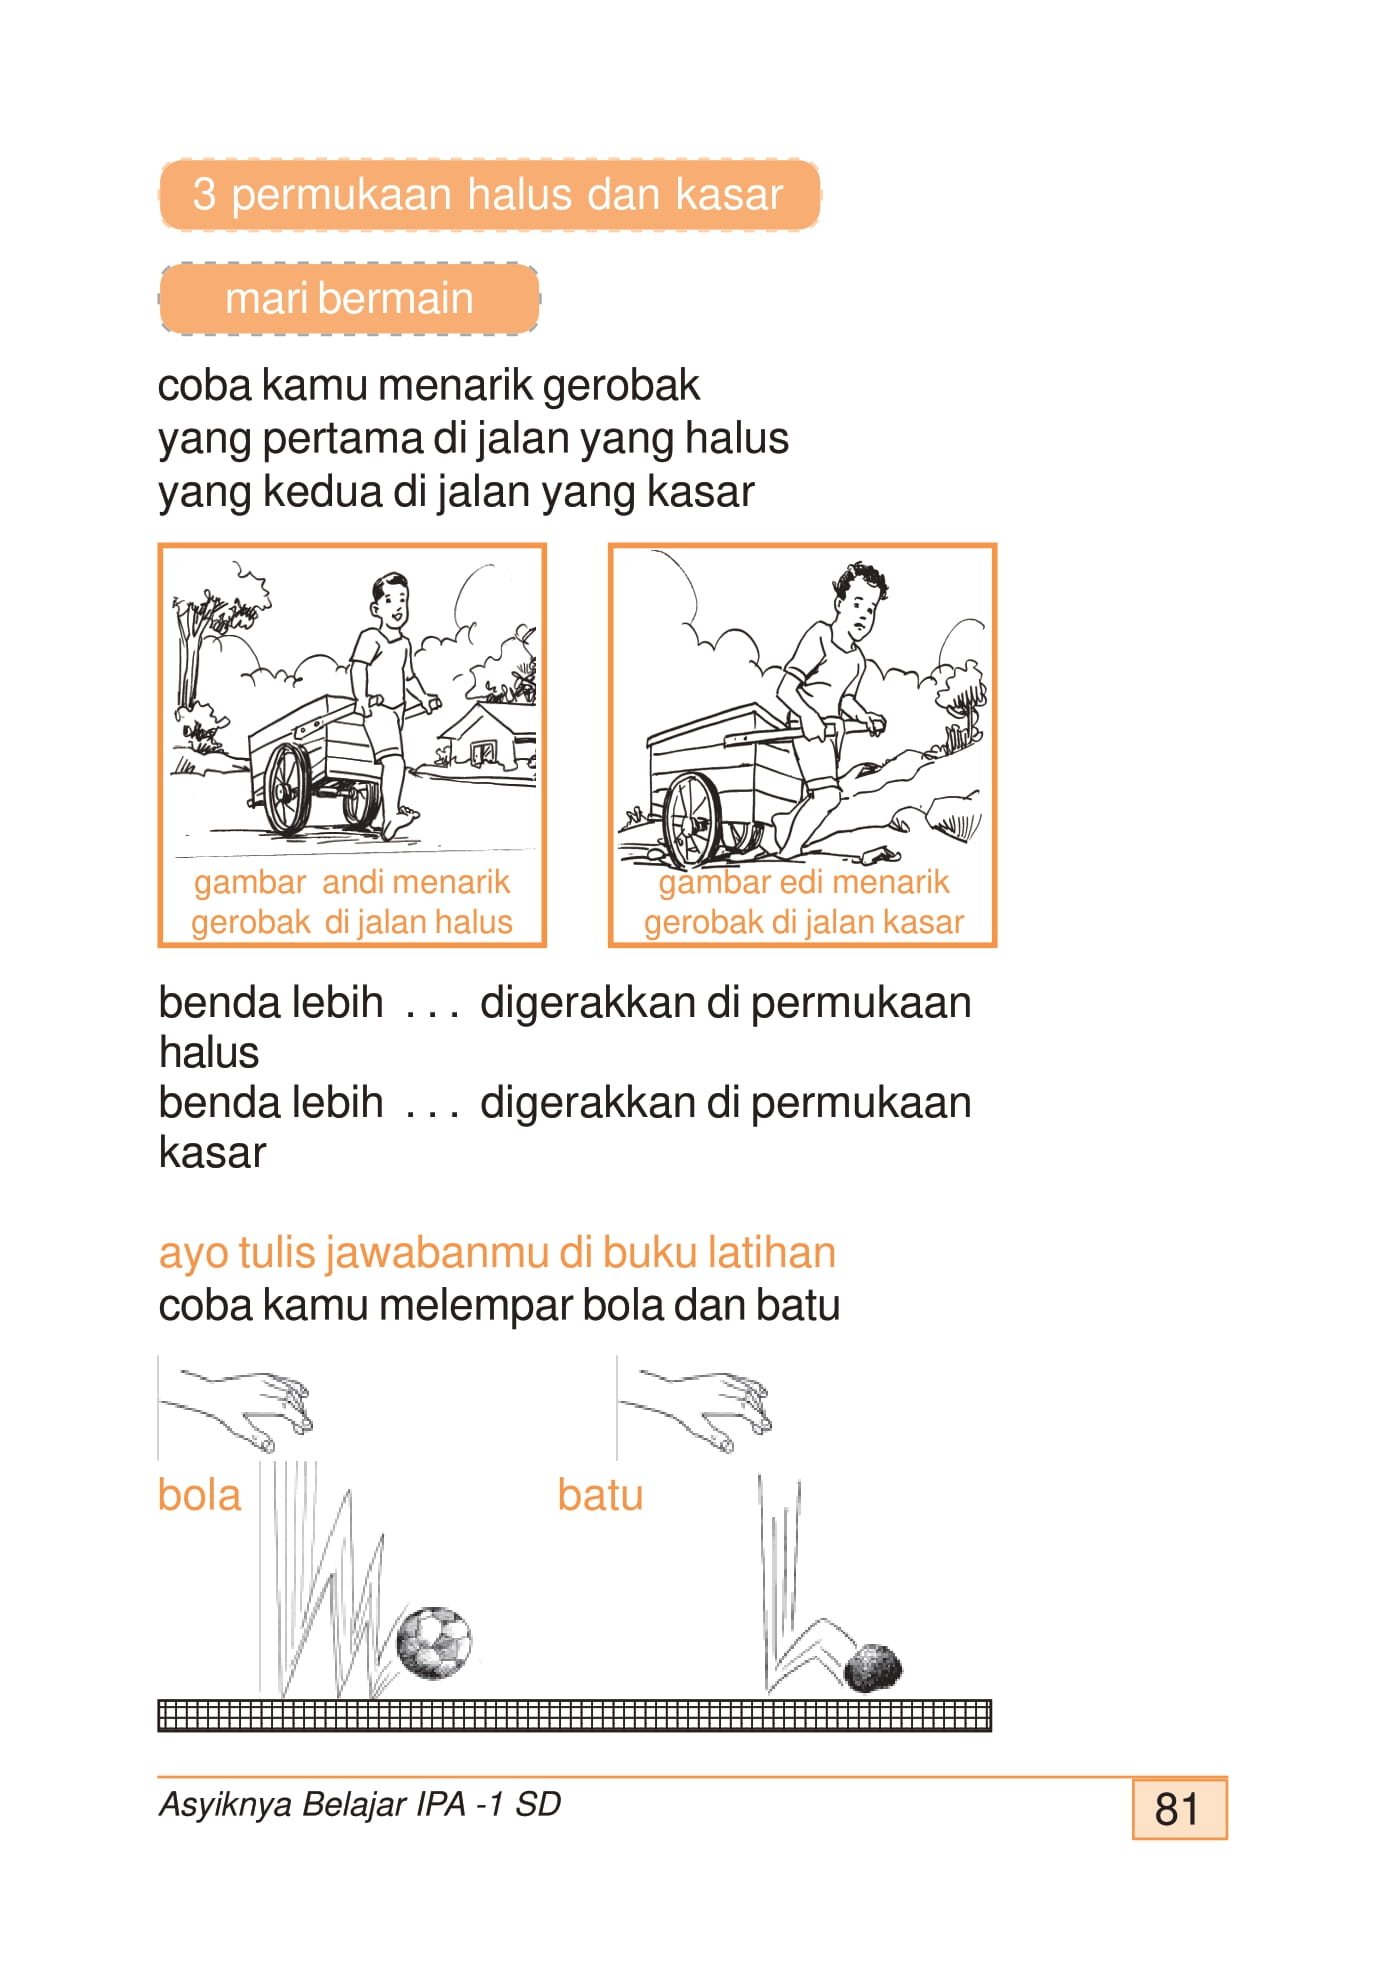 3 permukaan halus dan kasar
mari bermain
coba kamu menarik gerobak
yang pertama di jalan yang halus
yang kedua di jalan yang kasar
gambar andi menarik
gerobak di jalan halus
gambar edi menarik
gerobak di jalan kasar
benda lebih . . . digerakkan di permukaan
halus
benda lebih . . . digerakkan di permukaan
kasar
ayo tulis jawabanmu di buku latihan
coba kamu melempar bola dan batu
bola
batu
Asyiknya Belajar IPA -1 SD
81